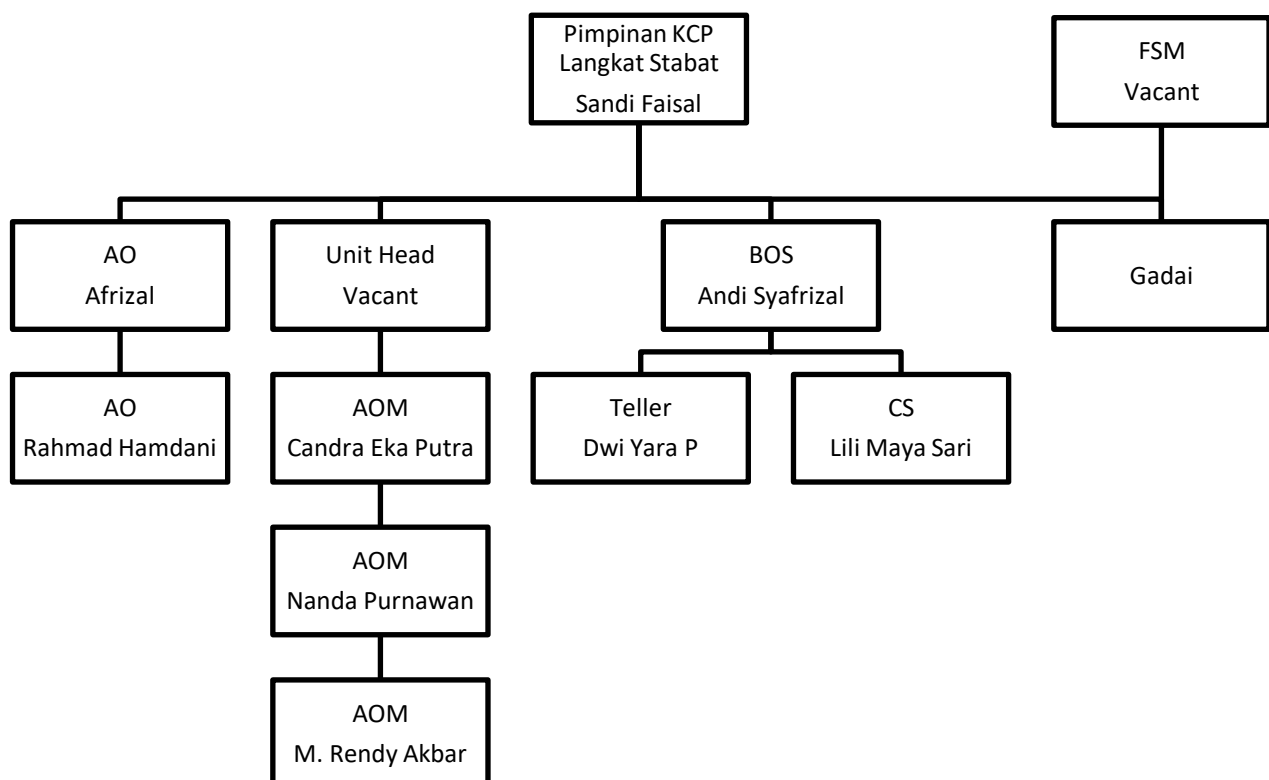 Pimpinan KCP
Langkat Stabat
Sandi Faisal
FSM
Vacant
AO
Afrizal
Unit Head
Vacant
BOS
Andi Syafrizal
Gadai
AO
Rahmad Hamdani
AOM
Candra Eka Putra
Teller
Dwi Yara P
CS
Lili Maya Sari
AOM
Nanda Purnawan
AOM
M. Rendy Akbar